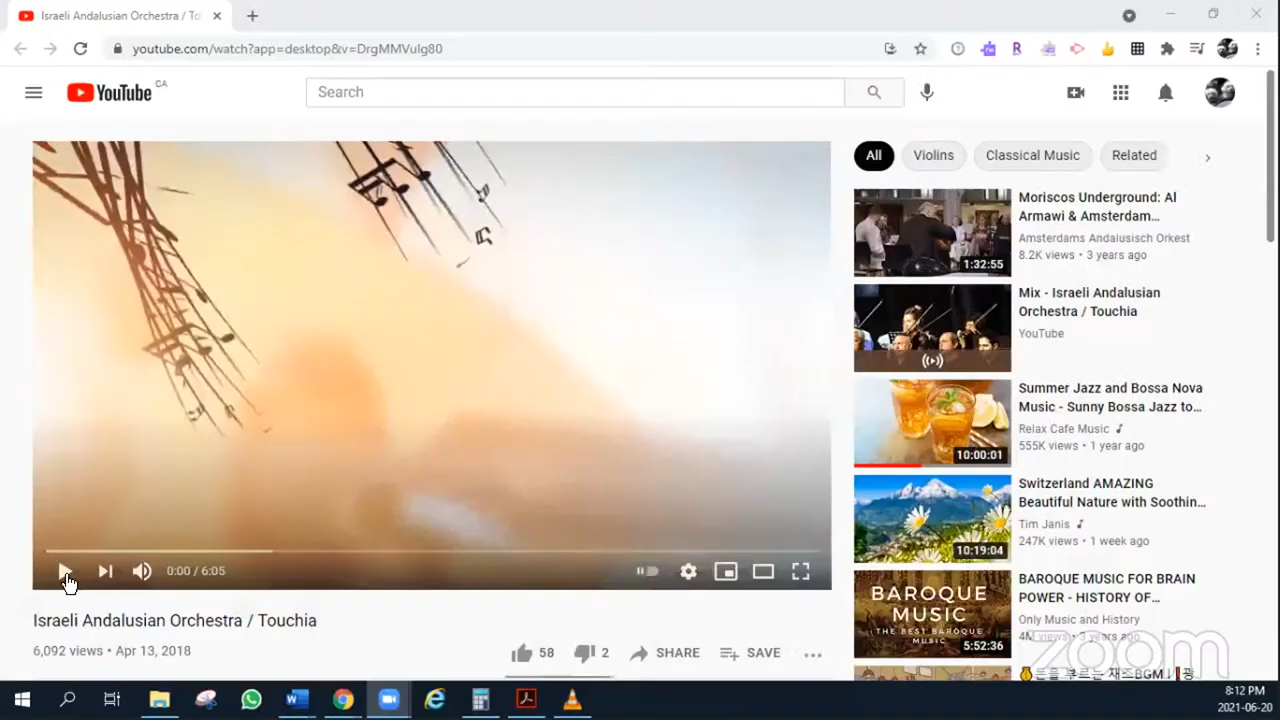 Israeli Andalusian Orchestra / To
youtube.com/watch?app=desktop&v=DrgMMVulg80
YouTube CA
Search
All
Violins
Classical Music
Related
Moriscos Underground: Al
Armawi & Amsterdam…
Amsterdams Andalusisch Orkest
8.2K views • 3 years ago
1:32:55
Mix - Israeli Andalusian
Orchestra / Touchia
YouTube
Summer Jazz and Bossa Nova
Music - Sunny Bossa Jazz to…
Relax Cafe Music
555K views • 1 year ago
10:00:01
Switzerland AMAZING
Beautiful Nature with Soothin…
Tim Janis
247K views • 1 week ago
10:19:04
BAROQUE MUSIC FOR BRAIN
POWER - HISTORY OF…
Only Music and History
4M views • 3 years ago
BAROQUE
MUSIC
THE BEST BAROQUE
MUSIC
5:52:36
0:00 / 6:05
Israeli Andalusian Orchestra / Touchia
6,092 views • Apr 13, 2018
58
2
SHARE
SAVE
zoom
8:12 PM
2021-06-20